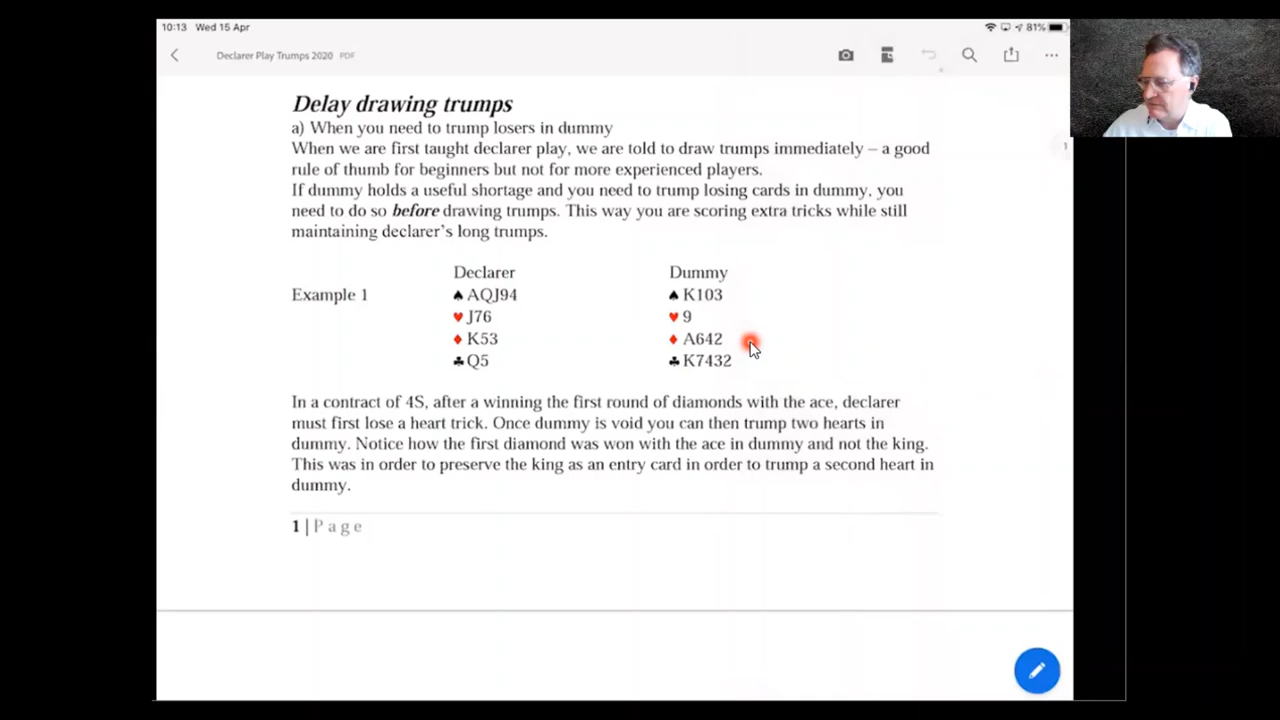 10:13 Wed 15 Apr
81%
Declarer Play Trumps 2020 PDF
Delay drawing trumps
a) When you need to trump losers in dummy
When we are first taught declarer play, we are told to draw trumps immediately – a good
rule of thumb for beginners but not for more experienced players.
If dummy holds a useful shortage and you need to trump losing cards in dummy, you
need to do so before drawing trumps. This way you are scoring extra tricks while still
maintaining declarer's long trumps.
Declarer Dummy
Example 1 ♠ AQJ94 ♠ K103
♥ J76 ♥ 9
♦ K53 ♦ A642
♣ Q5 ♣ K7432
In a contract of 4S, after a winning the first round of diamonds with the ace, declarer
must first lose a heart trick. Once dummy is void you can then trump two hearts in
dummy. Notice how the first diamond was won with the ace in dummy and not the king.
This was in order to preserve the king as an entry card in order to trump a second heart in
dummy.
1 | Page
1